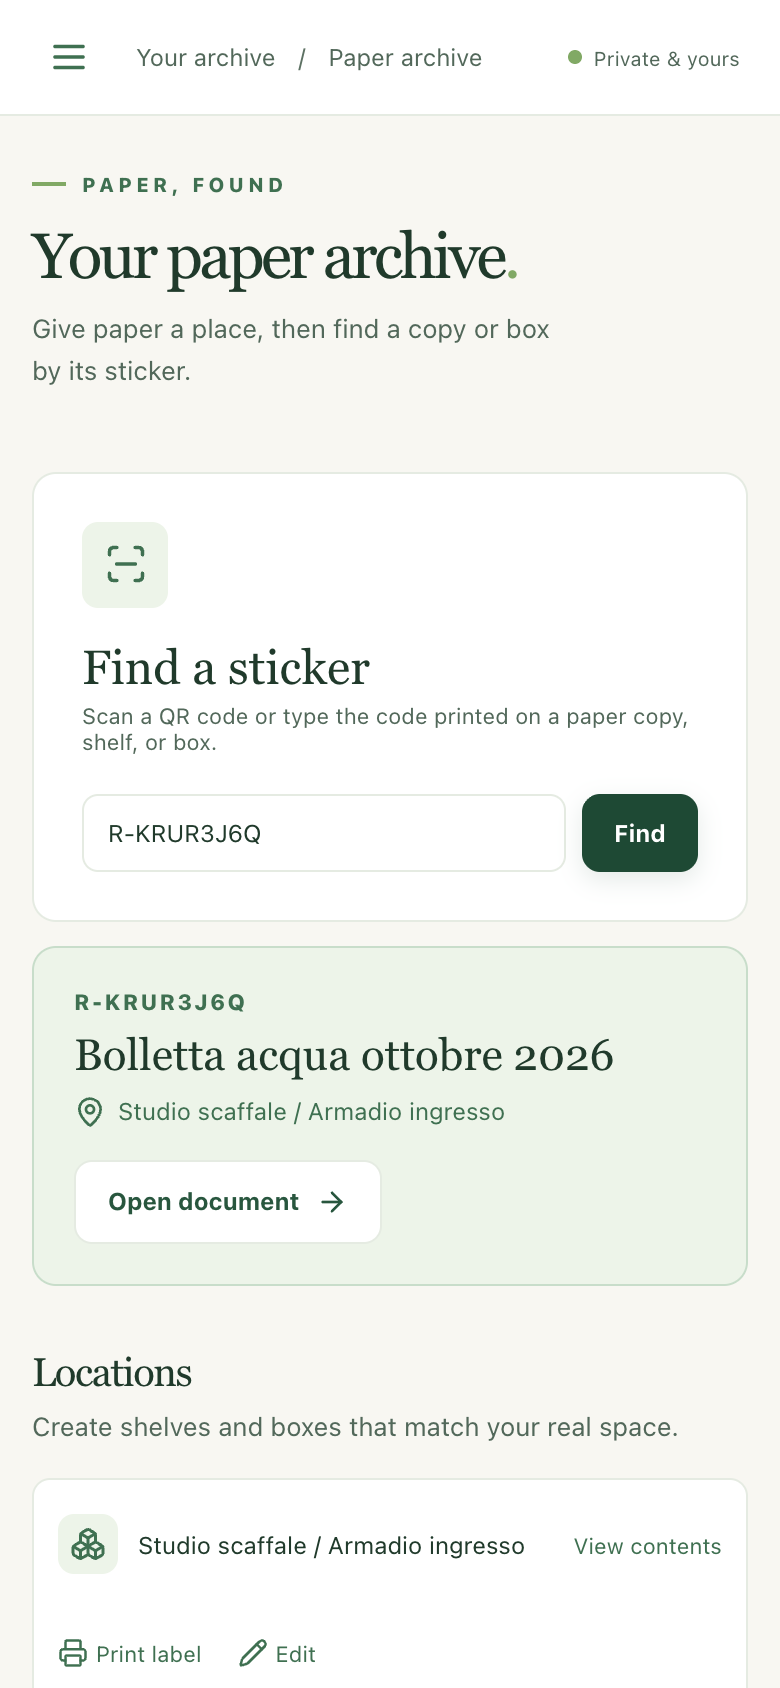 Your archive / Paper archive
Private & yours
PAPER, FOUND
Your paper archive.
Give paper a place, then find a copy or box
by its sticker.
Find a sticker
Scan a QR code or type the code printed on a paper copy,
shelf, or box.
R-KRUR3J6Q
Find
R-KRUR3J6Q
Bolletta acqua ottobre 2026
Studio scaffale / Armadio ingresso
Open document
Locations
Create shelves and boxes that match your real space.
Studio scaffale / Armadio ingresso
View contents
Print label
Edit